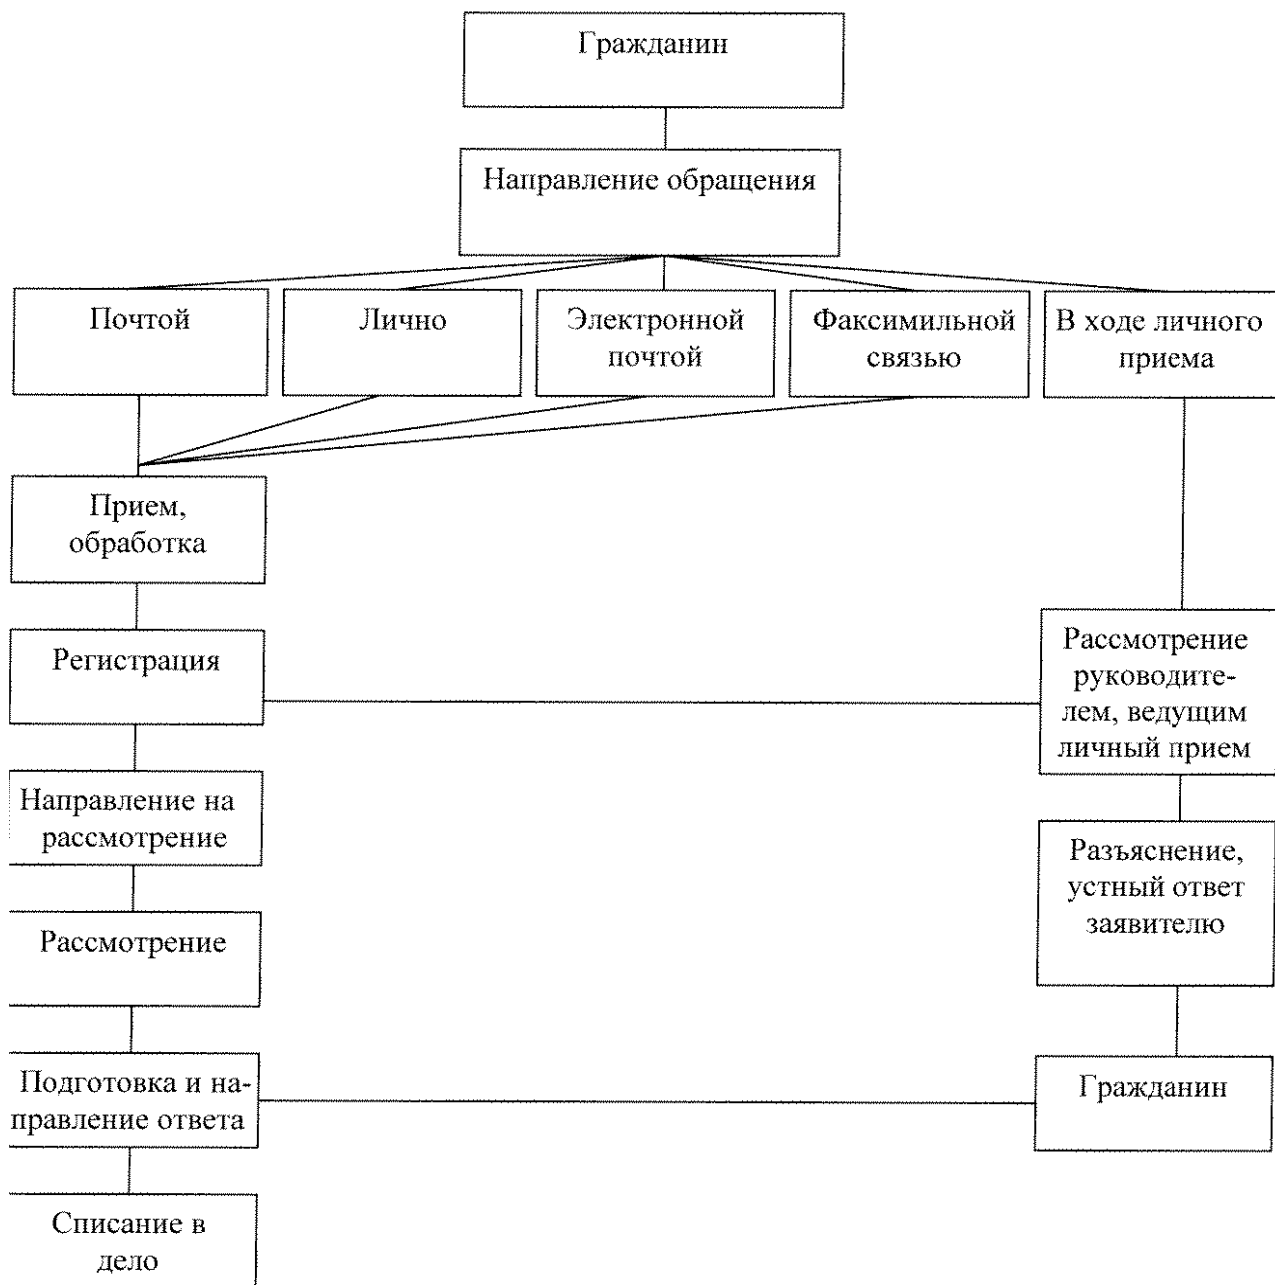 Гражданин
Направление обращения
Почтой
Лично
Электронной
почтой
Факсимильной
связью
В ходе личного
приема
Прием,
обработка
Регистрация
Рассмотрение
руководите-
лем, ведущим
личный прием
Направление на
рассмотрение
Разъяснение,
устный ответ
заявителю
Рассмотрение
Подготовка и на-
правление ответа
Гражданин
Списание в
дело